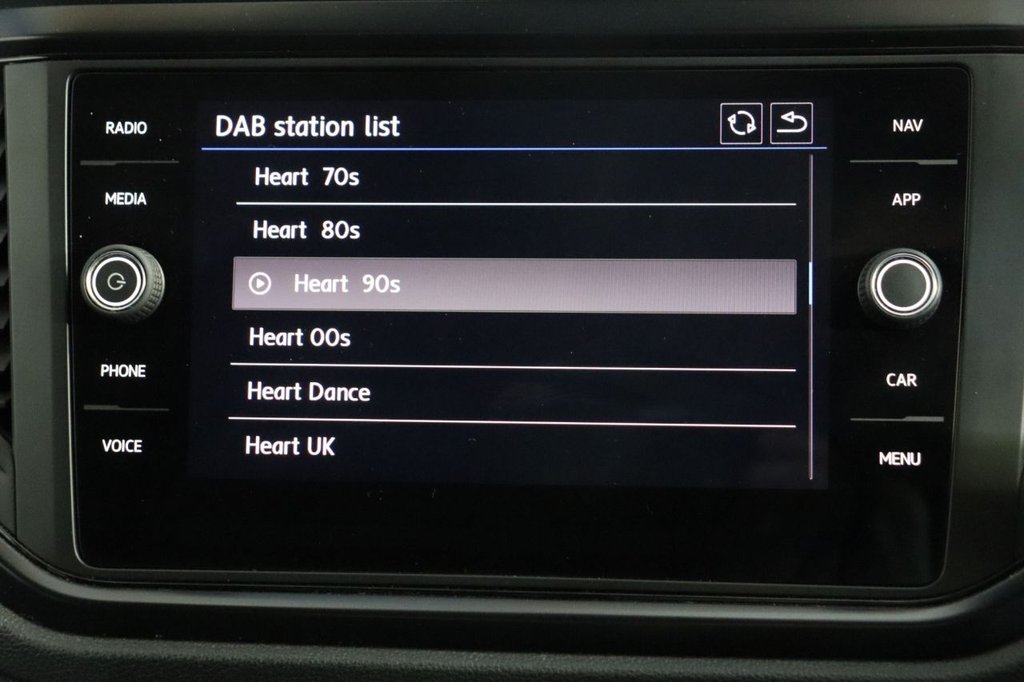 RADIO
MEDIA
PHONE
VOICE
DAB station list
Heart 70s
Heart 80s
Heart 90s
Heart 00s
Heart Dance
Heart UK
NAV
APP
CAR
MENU